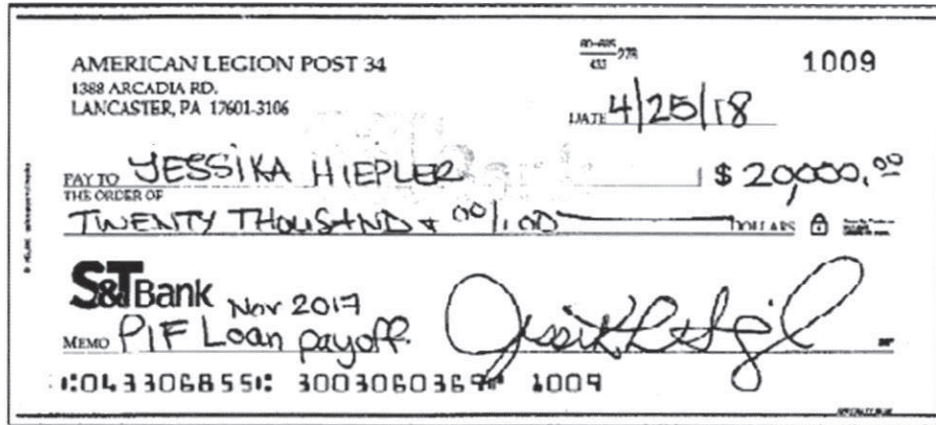 AMERICAN LEGION POST 34
1388 ARCADIA RD.
LANCASTER, PA 17601-3106
1009
DATE 4/25/18
PAY TO THE ORDER OF JESSIKA HIEPLER $ 20,000.00
TWENTY THOUSAND & 00/100 DOLLARS
S&T Bank
Nov 2017
MEMO PIF Loan payoff
⑆043306855⑆ 3003060369⑈ 1009